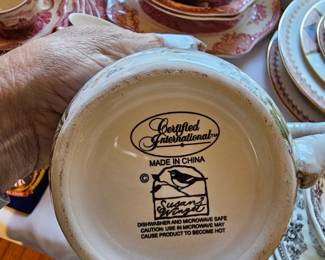 Certified
International™
MADE IN CHINA
©
Susan
Winget
DISHWASHER AND MICROWAVE SAFE
CAUTION: USE IN MICROWAVE MAY
CAUSE PRODUCT TO BECOME HOT